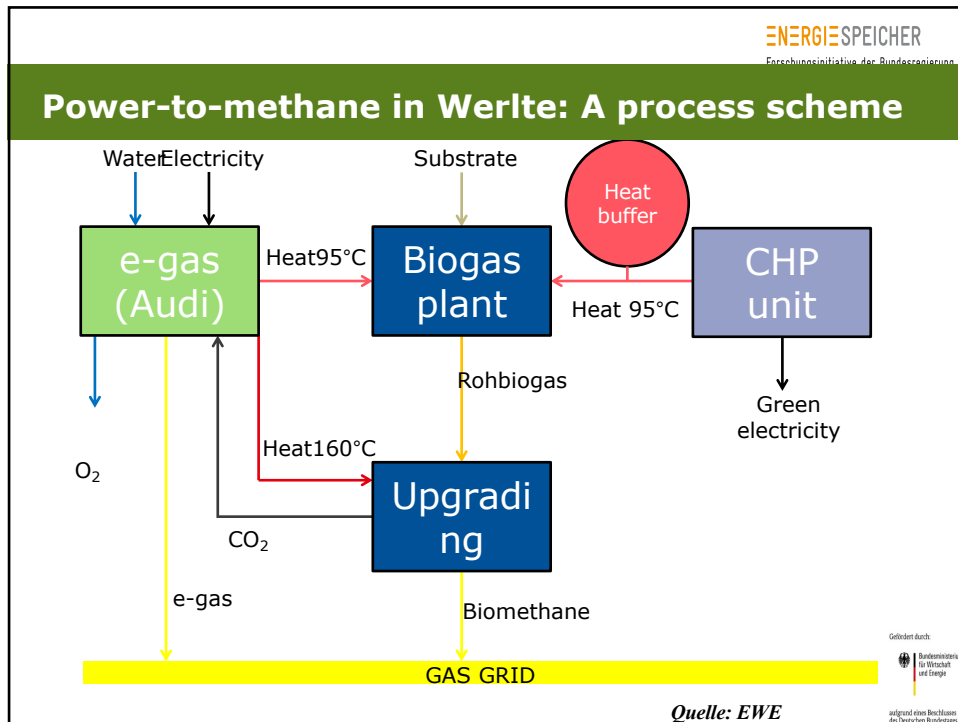 ENERGIESPEICHER
Forschungsinitiative der Bundesregierung
Power-to-methane in Werlte: A process scheme
Water
Electricity
Substrate
Heat
buffer
e-gas
(Audi)
Heat95°C
Biogas
plant
Heat 95°C
CHP
unit
Rohbiogas
Green
electricity
O₂
Heat160°C
Upgradi
ng
CO₂
e-gas
Biomethane
GAS GRID
Gefördert durch:
Bundesministerium
für Wirtschaft
und Energie
aufgrund eines Beschlusses
des Deutschen Bundestages
Quelle: EWE